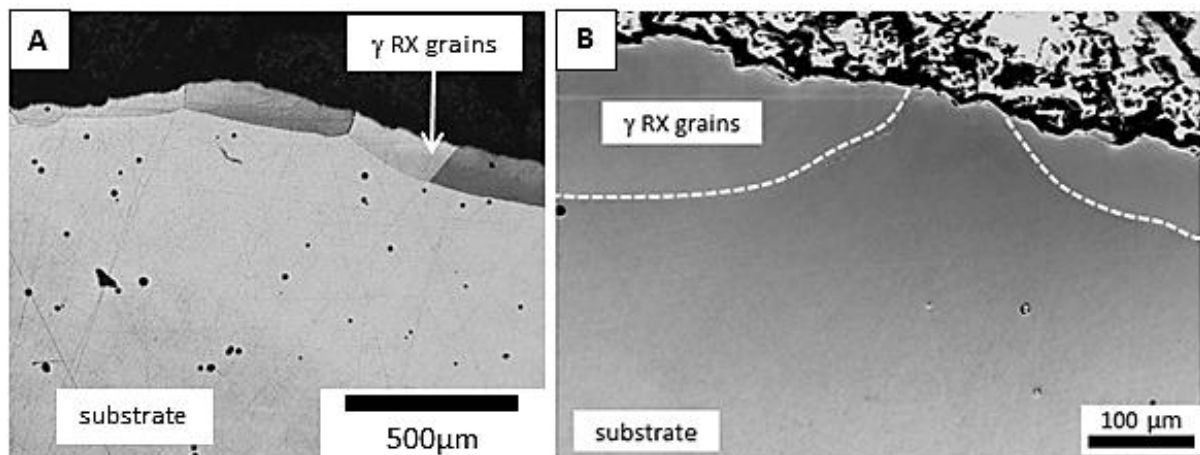 A
γ RX grains
substrate
500μm
B
γ RX grains
substrate
100 μm